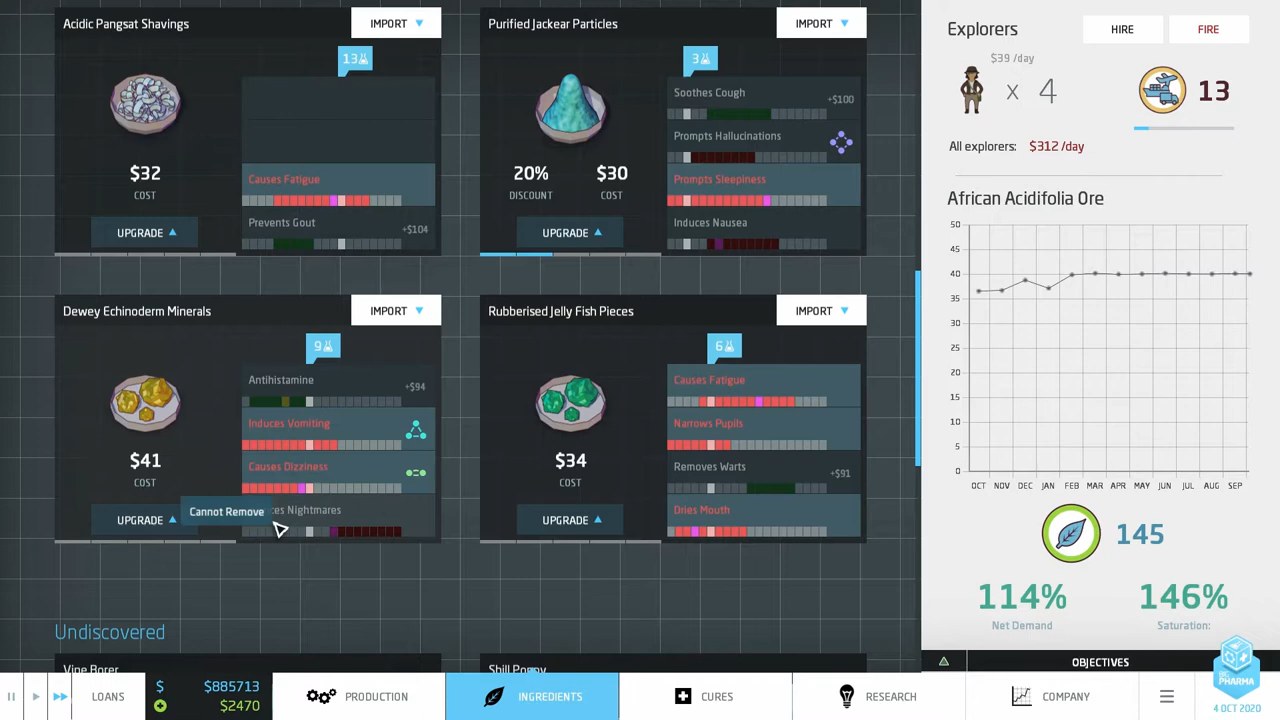 Acidic Pangsat Shavings
IMPORT
13
$32
COST
UPGRADE
Causes Fatigue
Prevents Gout
+$104
Purified Jackear Particles
IMPORT
3
20%
DISCOUNT
$30
COST
UPGRADE
Soothes Cough
+$100
Prompts Hallucinations
Prompts Sleepiness
Induces Nausea
Dewey Echinoderm Minerals
IMPORT
9
$41
COST
UPGRADE
Antihistamine
+$94
Induces Vomiting
Causes Dizziness
Nightmares
Cannot Remove
Rubberised Jelly Fish Pieces
IMPORT
6
$34
COST
UPGRADE
Causes Fatigue
Narrows Pupils
Removes Warts
+$91
Dries Mouth
Undiscovered
Vine Borer
Shill Poppy
Explorers
HIRE
FIRE
$39 /day
x 4
13
All explorers: $312 /day
African Acidifolia Ore
50
45
40
35
30
25
20
15
10
5
0
OCT NOV DEC JAN FEB MAR APR MAY JUN JUL AUG SEP
145
114%
Net Demand
146%
Saturation:
OBJECTIVES
LOANS
$ $885713
$2470
PRODUCTION
INGREDIENTS
CURES
RESEARCH
COMPANY
BIG
PHARMA
4 OCT 2020